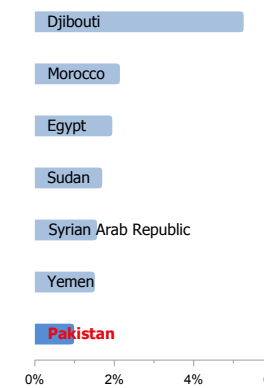 Djibouti
Morocco
Egypt
Sudan
Syrian Arab Republic
Yemen
Pakistan
0% 2% 4%